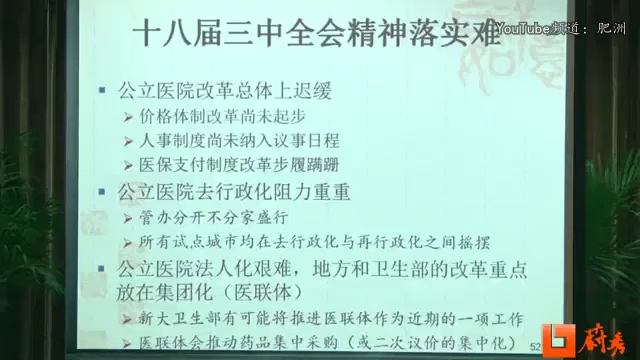 YouTube频道：肥洲
十八届三中全会精神落实难
公立医院改革总体上迟缓
价格体制改革尚未起步
人事制度尚未纳入议事日程
医保支付制度改革步履蹒跚
公立医院去行政化阻力重重
管办分开不分家盛行
所有试点城市均在去行政化与再行政化之间摇摆
公立医院法人化艰难，地方和卫生部的改革重点
放在集团化（医联体）
新大卫生部有可能将推进医联体作为近期的一项工作
医联体会推动药品集中采购（或二次议价的集中化）
52